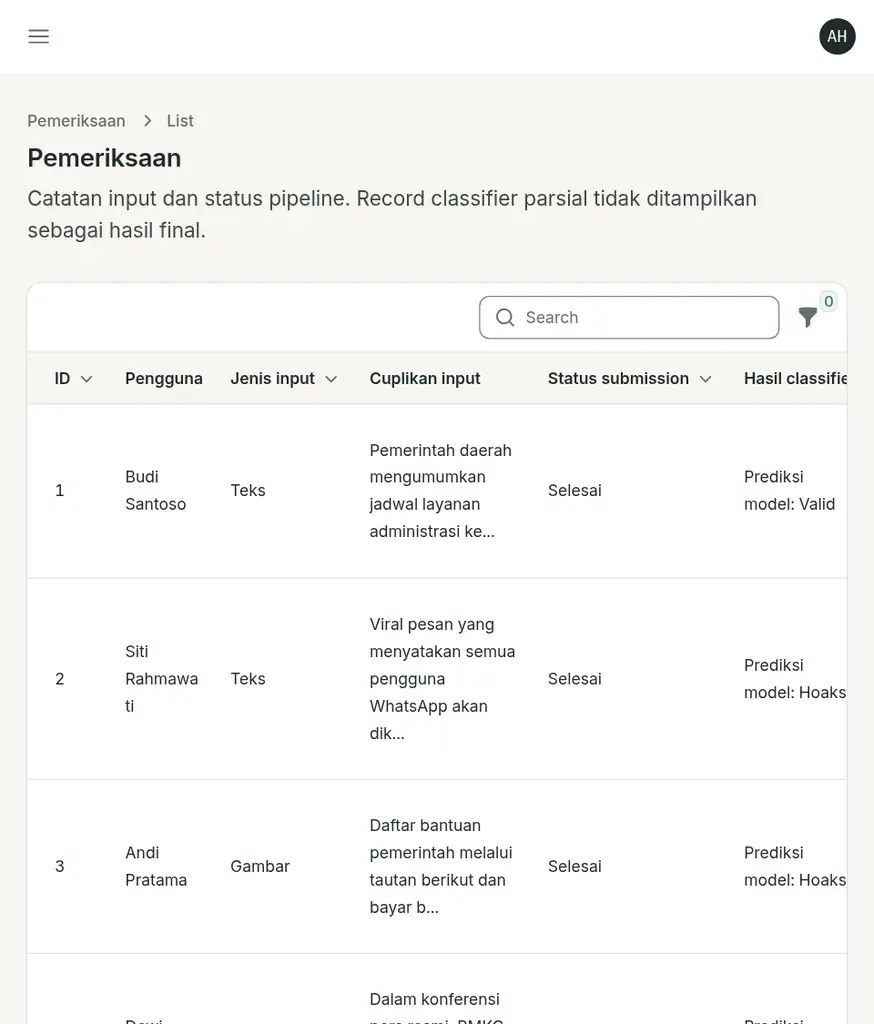 AH
Pemeriksaan > List
Pemeriksaan
Catatan input dan status pipeline. Record classifier parsial tidak ditampilkan
sebagai hasil final.
Search
0
ID Pengguna Jenis input Cuplikan input Status submission Hasil classifie
1
Budi
Santoso
Teks
Pemerintah daerah
mengumumkan
jadwal layanan
administrasi ke...
Selesai
Prediksi
model: Valid
2
Siti
Rahmawa
ti
Teks
Viral pesan yang
menyatakan semua
pengguna
WhatsApp akan
dik...
Selesai
Prediksi
model: Hoaks
3
Andi
Pratama
Gambar
Daftar bantuan
pemerintah melalui
tautan berikut dan
bayar b...
Selesai
Prediksi
model: Hoaks
Dalam konferensi